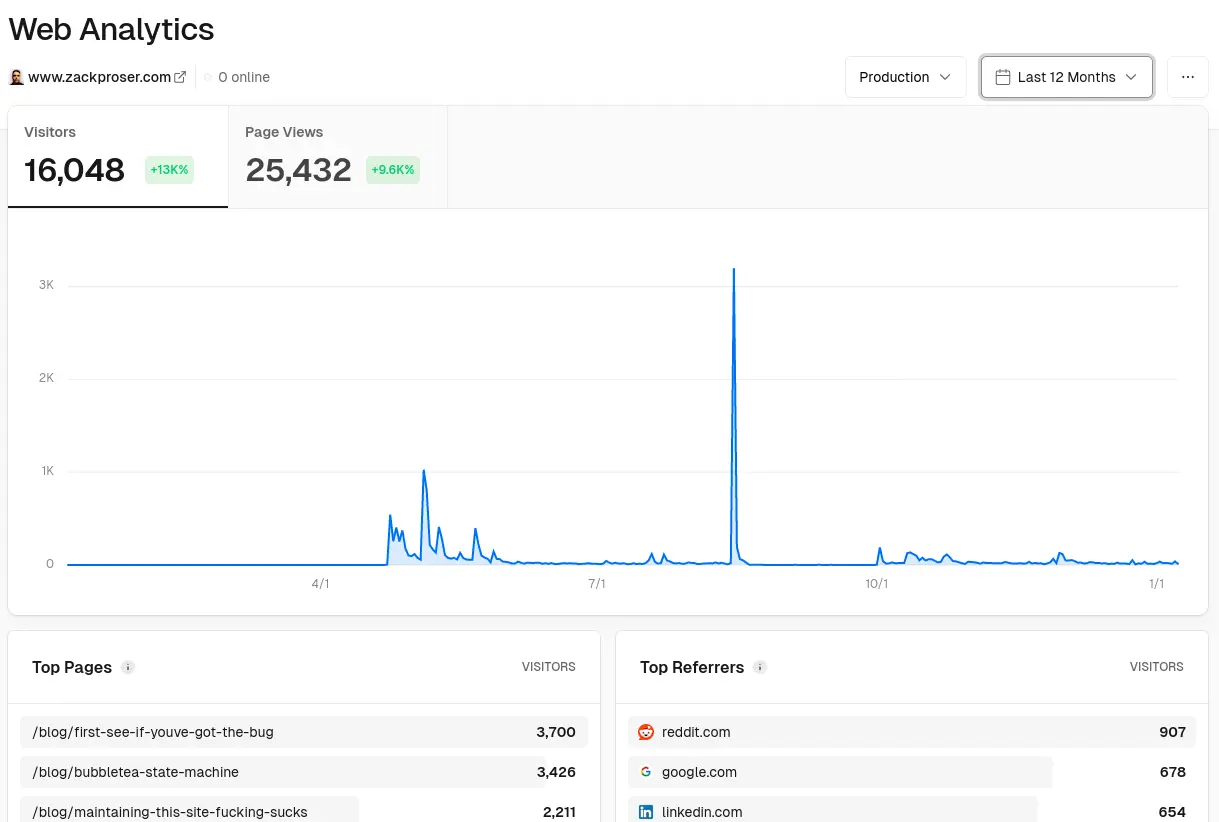 Web Analytics
www.zackproser.com 0 online Production Last 12 Months ...
Visitors Page Views
16,048 +13K% 25,432 +9.6K%
3K
2K
1K
0
4/1 7/1 10/1 1/1
Top Pages VISITORS
/blog/first-see-if-youve-got-the-bug 3,700
/blog/bubbletea-state-machine 3,426
/blog/maintaining-this-site-fucking-sucks 2,211
Top Referrers VISITORS
reddit.com 907
google.com 678
linkedin.com 654